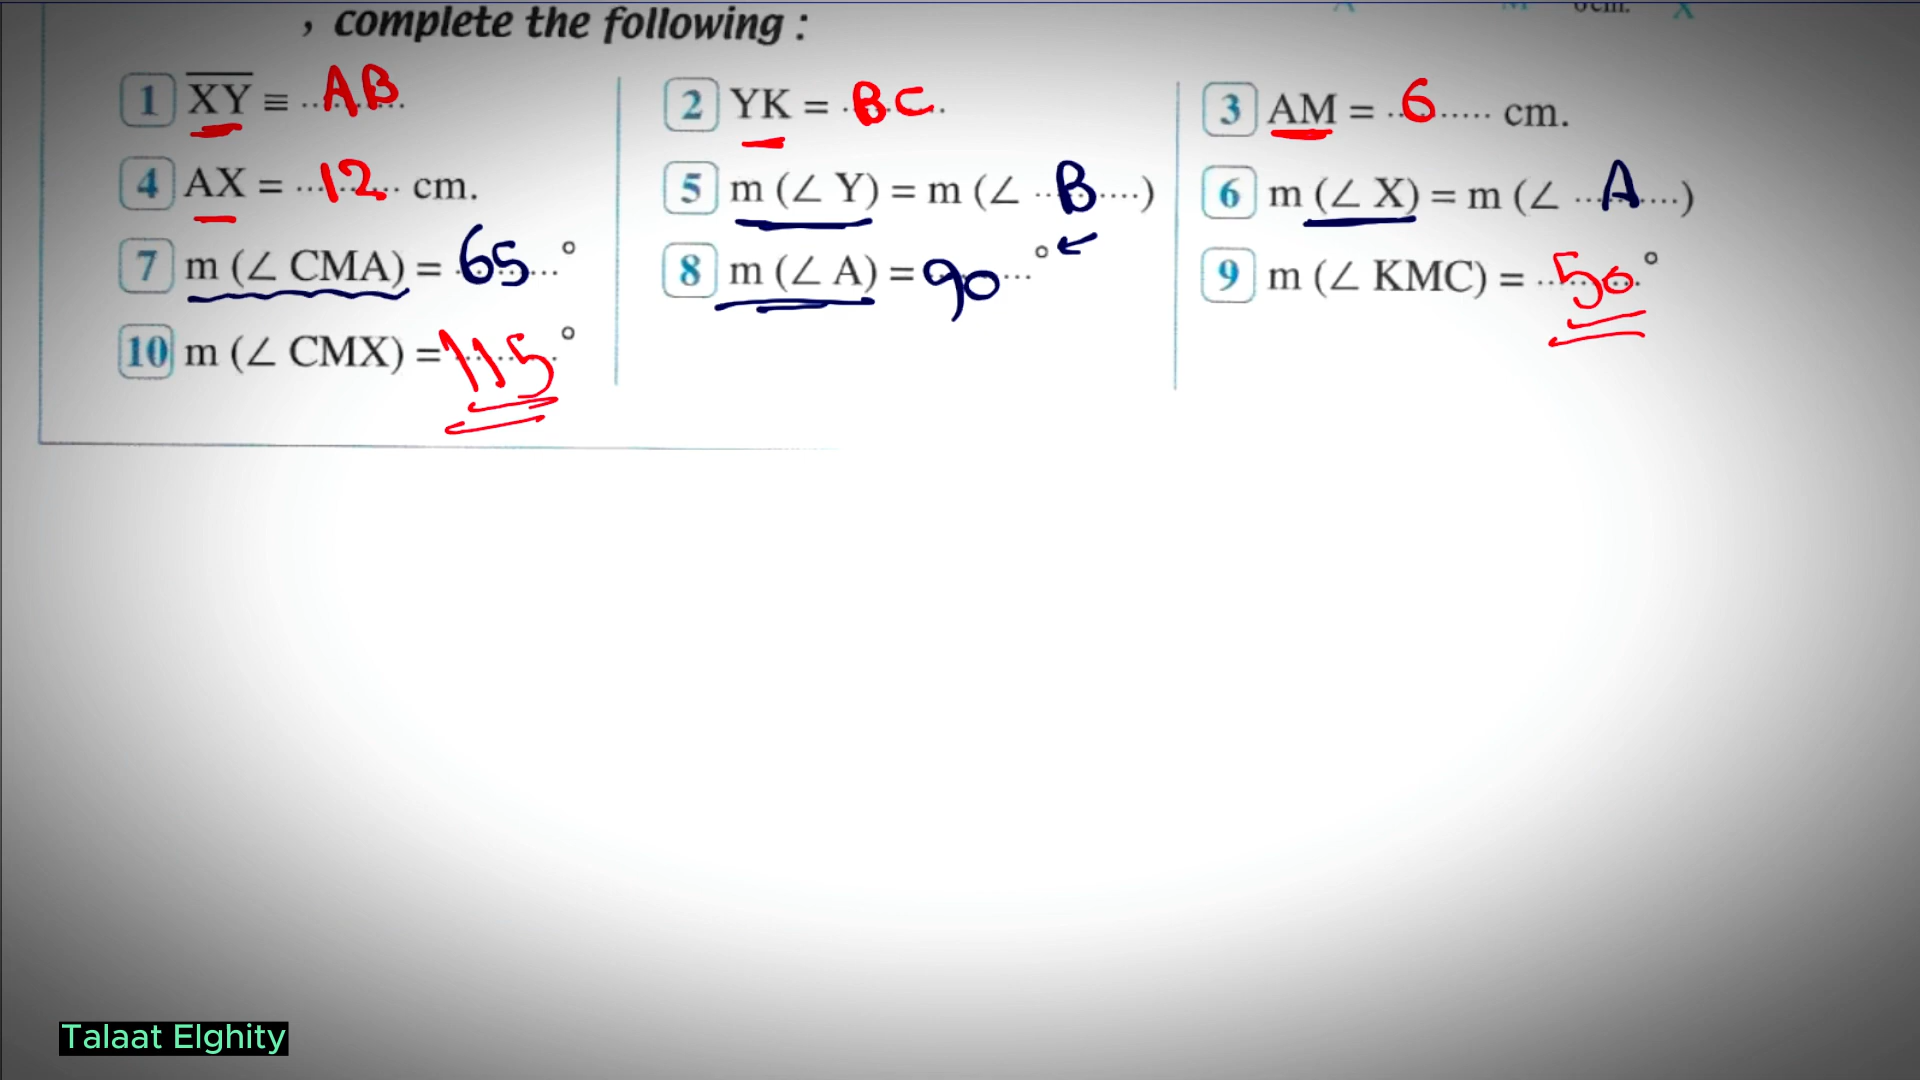 , complete the following :
1 XY ≡ AB
2 YK = BC
3 AM = 6 cm.
4 AX = 12 cm.
5 m (∠ Y) = m (∠ B)
6 m (∠ X) = m (∠ A)
7 m (∠ CMA) = 65°
8 m (∠ A) = 90°
9 m (∠ KMC) = 50°
10 m (∠ CMX) = 115°
Talaat Elghity